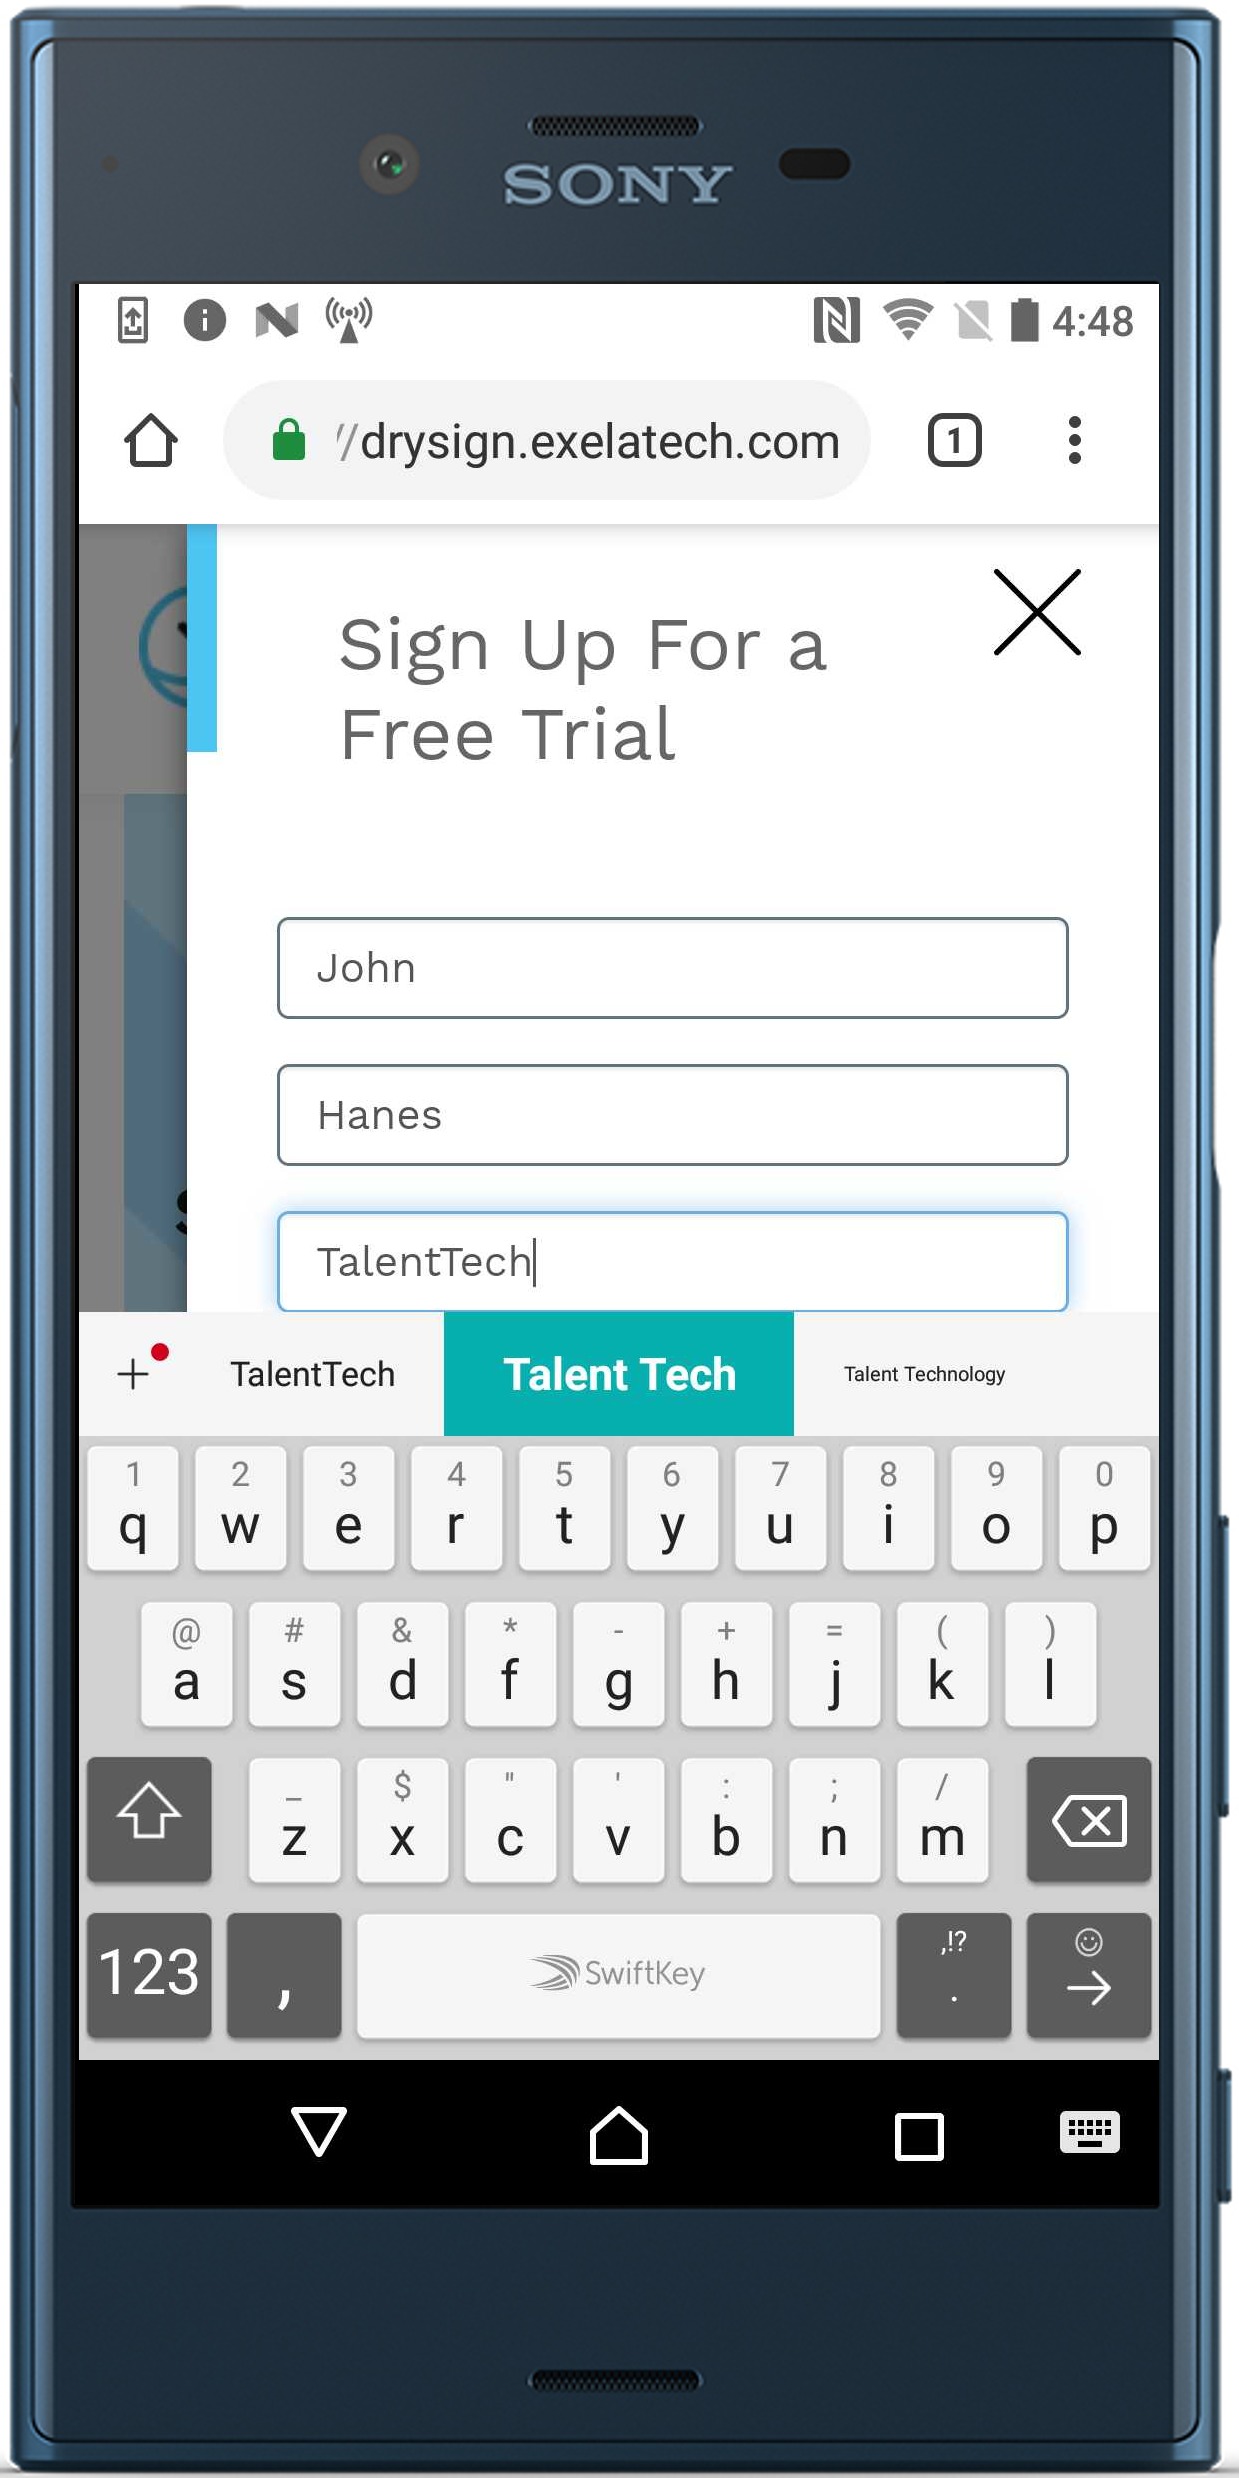 SONY
4:48
//drysign.exelatech.com
1
Sign Up For a
Free Trial
John
Hanes
TalentTech
TalentTech Talent Tech Talent Technology
1 2 3 4 5 6 7 8 9 0
q w e r t y u i o p
@ # & * - + = ( )
a s d f g h j k l
_ $ " ' : ; /
z x c v b n m
,!?
123 , SwiftKey .